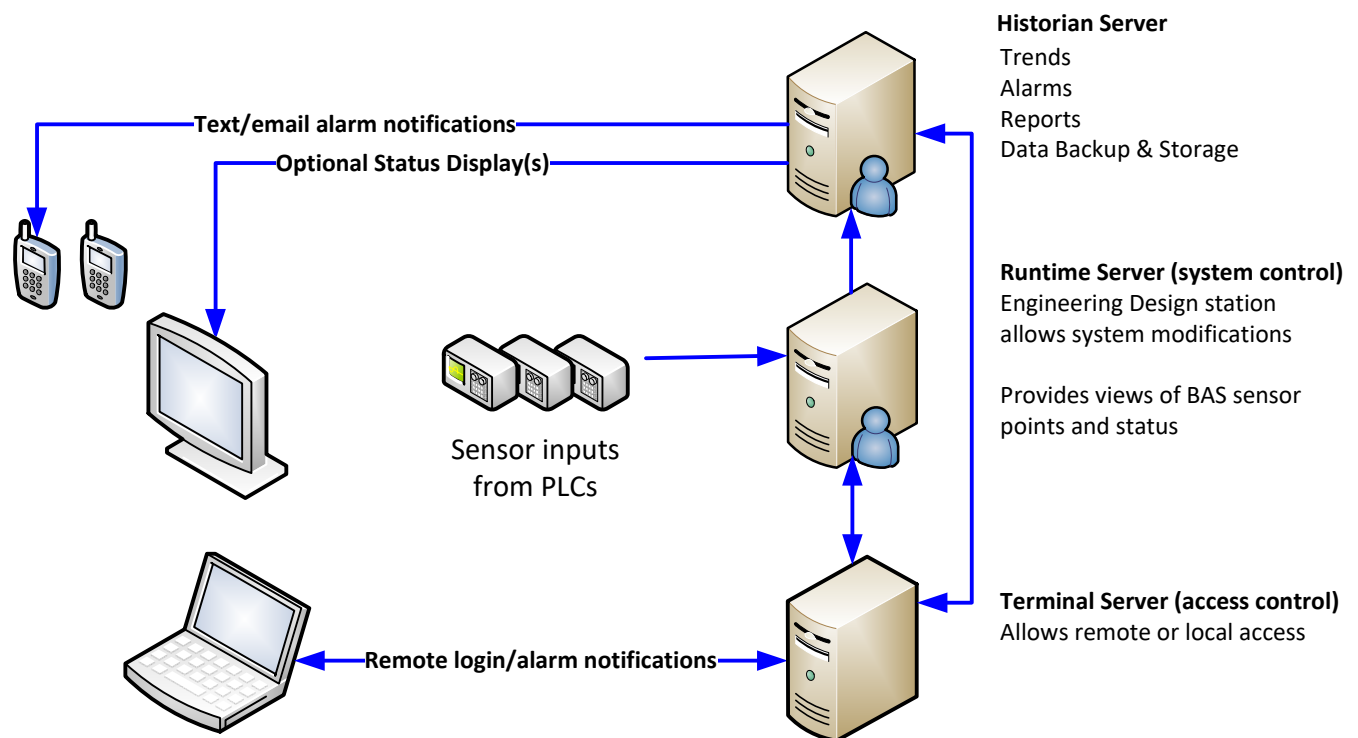 Historian Server
Trends
Alarms
Reports
Data Backup & Storage
Text/email alarm notifications
Optional Status Display(s)
Runtime Server (system control)
Engineering Design station
allows system modifications
Provides views of BAS sensor
points and status
Sensor inputs
from PLCs
Terminal Server (access control)
Allows remote or local access
Remote login/alarm notifications